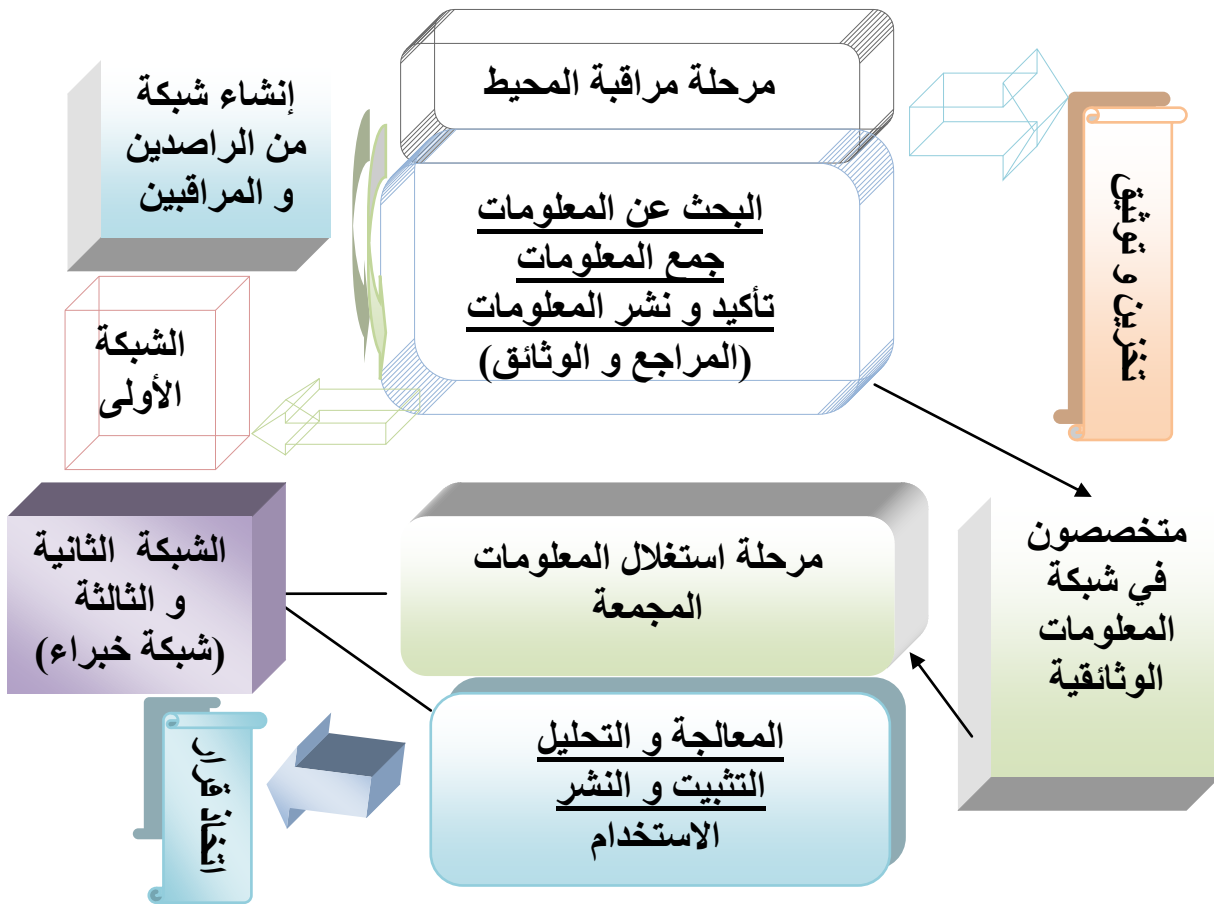 مرحلة مراقبة المحيط
إنشاء شبكة
من الراصدين
و المراقبين
البحث عن المعلومات
جمع المعلومات
تأكيد و نشر المعلومات
(المراجع و الوثائق)
تخزين و توثيق
الشبكة
الأولى
متخصصون
في شبكة
المعلومات
الوثائقية
مرحلة استغلال المعلومات
المجمعة
الشبكة الثانية
و الثالثة
(شبكة خبراء)
المعالجة و التحليل
التثبيت و النشر
الاستخدام
اتخاذ قرار